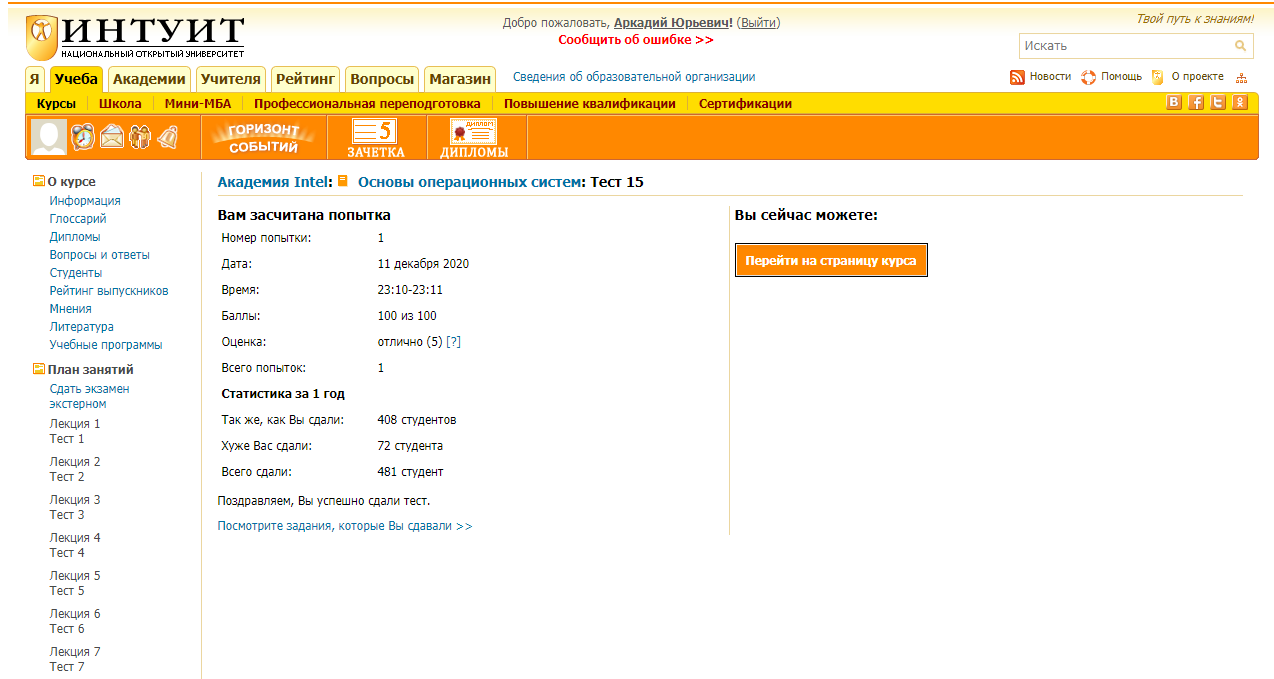 ИНТУИТ
НАЦИОНАЛЬНЫЙ ОТКРЫТЫЙ УНИВЕРСИТЕТ
Добро пожаловать, Аркадий Юрьевич! (Выйти)
Сообщить об ошибке >>
Твой путь к знаниям!
Искать
Я Учеба Академии Учителя Рейтинг Вопросы Магазин Сведения об образовательной организации
Новости Помощь О проекте
Курсы Школа Мини-МБА Профессиональная переподготовка Повышение квалификации Сертификации
ГОРИЗОНТ СОБЫТИЙ
5 ЗАЧЕТКА
ДИПЛОМ ДИПЛОМЫ
О курсе
Информация
Глоссарий
Дипломы
Вопросы и ответы
Студенты
Рейтинг выпускников
Мнения
Литература
Учебные программы
План занятий
Сдать экзамен
экстерном
Лекция 1
Тест 1
Лекция 2
Тест 2
Лекция 3
Тест 3
Лекция 4
Тест 4
Лекция 5
Тест 5
Лекция 6
Тест 6
Лекция 7
Тест 7
Академия Intel: Основы операционных систем: Тест 15
Вам засчитана попытка
Номер попытки: 1
Дата: 11 декабря 2020
Время: 23:10-23:11
Баллы: 100 из 100
Оценка: отлично (5) [?]
Всего попыток: 1
Статистика за 1 год
Так же, как Вы сдали: 408 студентов
Хуже Вас сдали: 72 студента
Всего сдали: 481 студент
Поздравляем, Вы успешно сдали тест.
Посмотрите задания, которые Вы сдавали >>
Вы сейчас можете:
Перейти на страницу курса